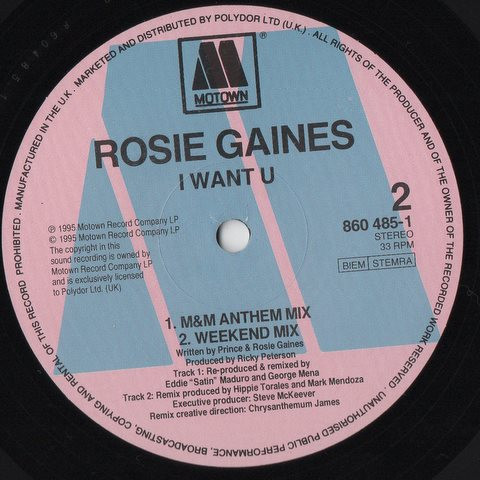 MANUFACTURED IN THE U.K. MARKETED AND DISTRIBUTED BY POLYDOR LTD (U.K.) . ALL RIGHTS OF THE PRODUCER AND OF THE OWNER OF THE RECORDED WORK RESERVED. UNAUTHORISED PUBLIC PERFORMANCE, BROADCASTING, COPYING AND RENTAL OF THIS RECORD PROHIBITED .
MOTOWN®
ROSIE GAINES
I WANT U
2
860 485-1
STEREO
33 RPM
BIEM STEMRA
℗ 1995 Motown Record Company LP
© 1995 Motown Record Company LP
The copyright in this
sound recording is owned by
Motown Record Company LP
and is exclusively licensed
to Polydor Ltd. (UK)
1. M&M ANTHEM MIX
2. WEEKEND MIX
Written by Prince & Rosie Gaines
Produced by Ricky Peterson
Track 1: Re-produced & remixed by
Eddie "Satin" Maduro and George Mena
Track 2: Remix produced by Hippie Torales and Mark Mendoza
Executive producer: Steve McKeever
Remix creative direction: Chrysanthemum James